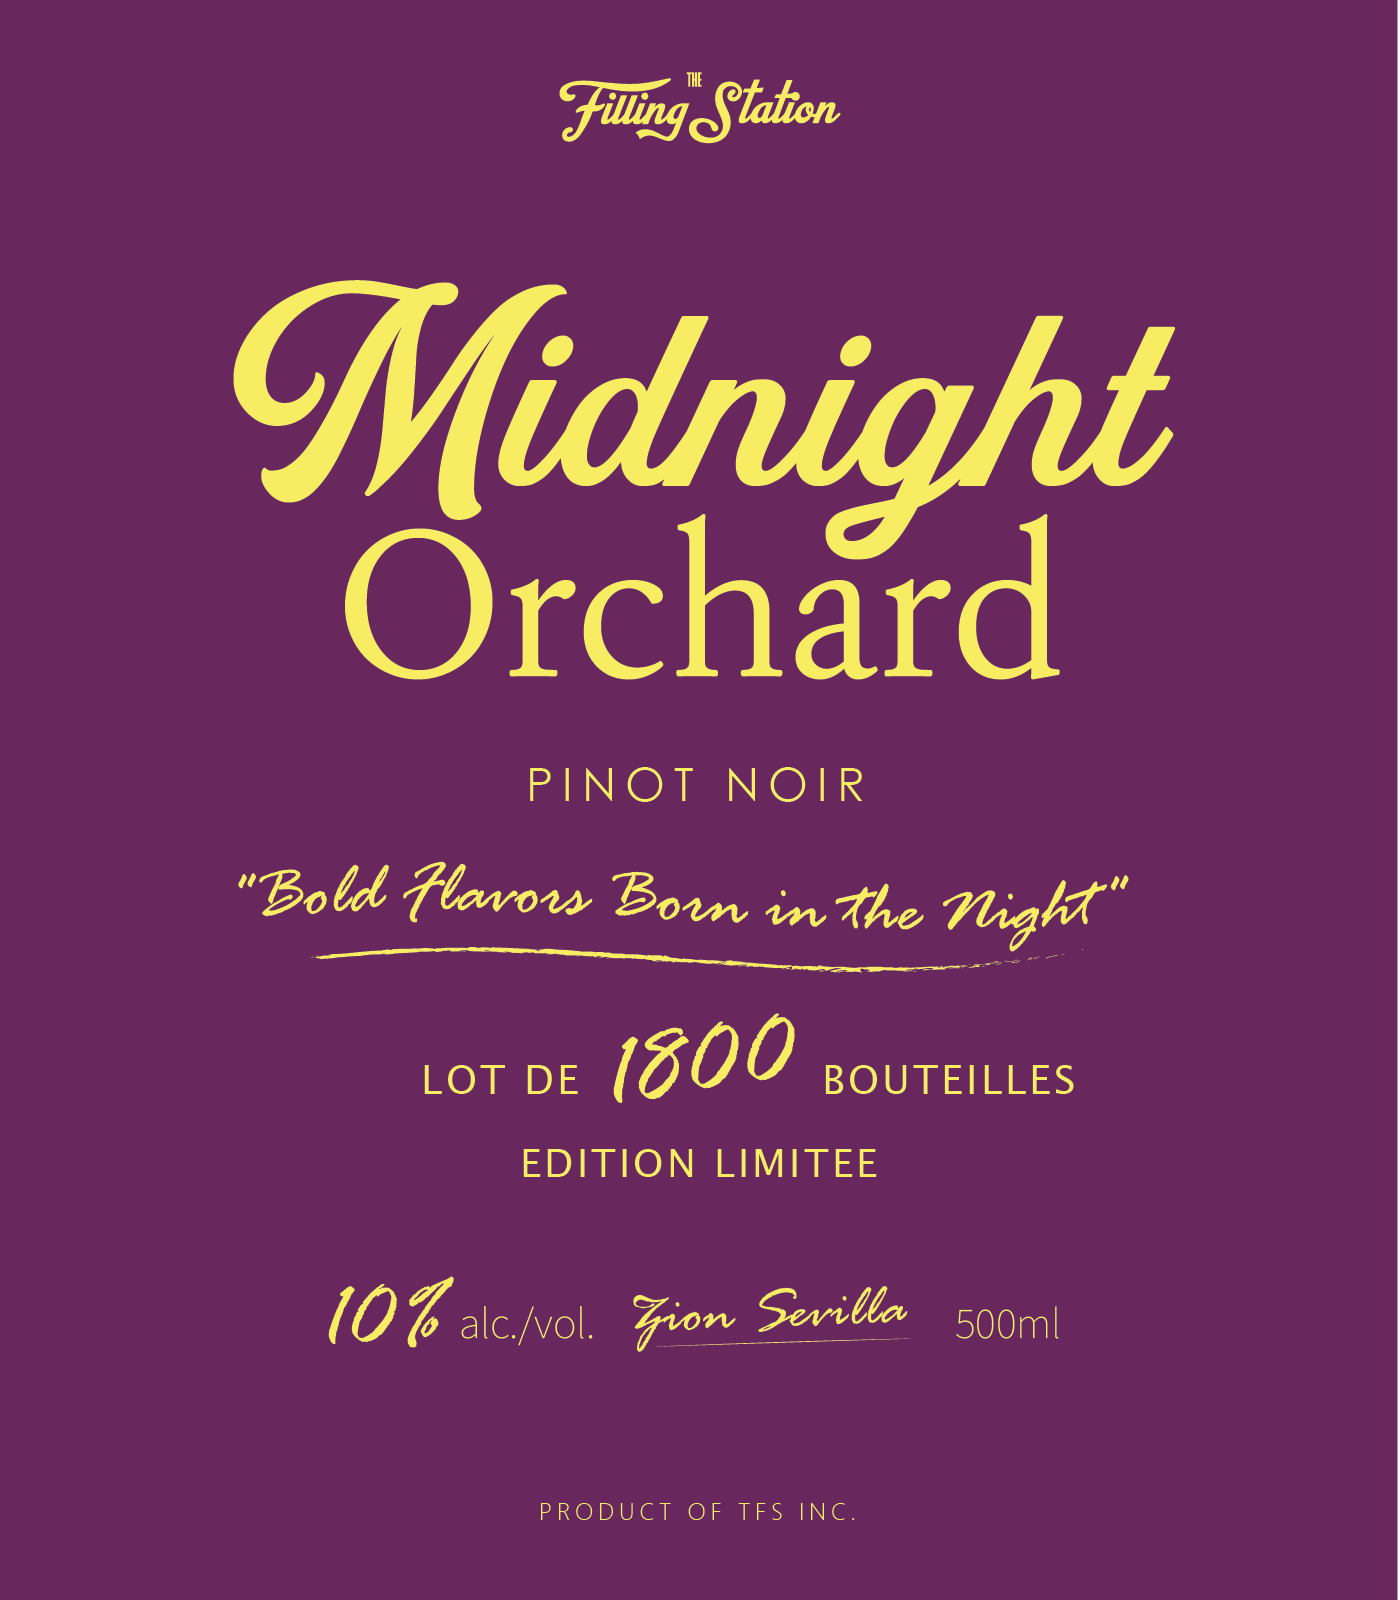 THE
Filling Station
Midnight
Orchard
PINOT NOIR
“Bold Flavors Born in the Night”
LOT DE 1800 BOUTEILLES
EDITION LIMITEE
10% alc./vol. Zion Sevilla 500ml
PRODUCT OF TFS INC.